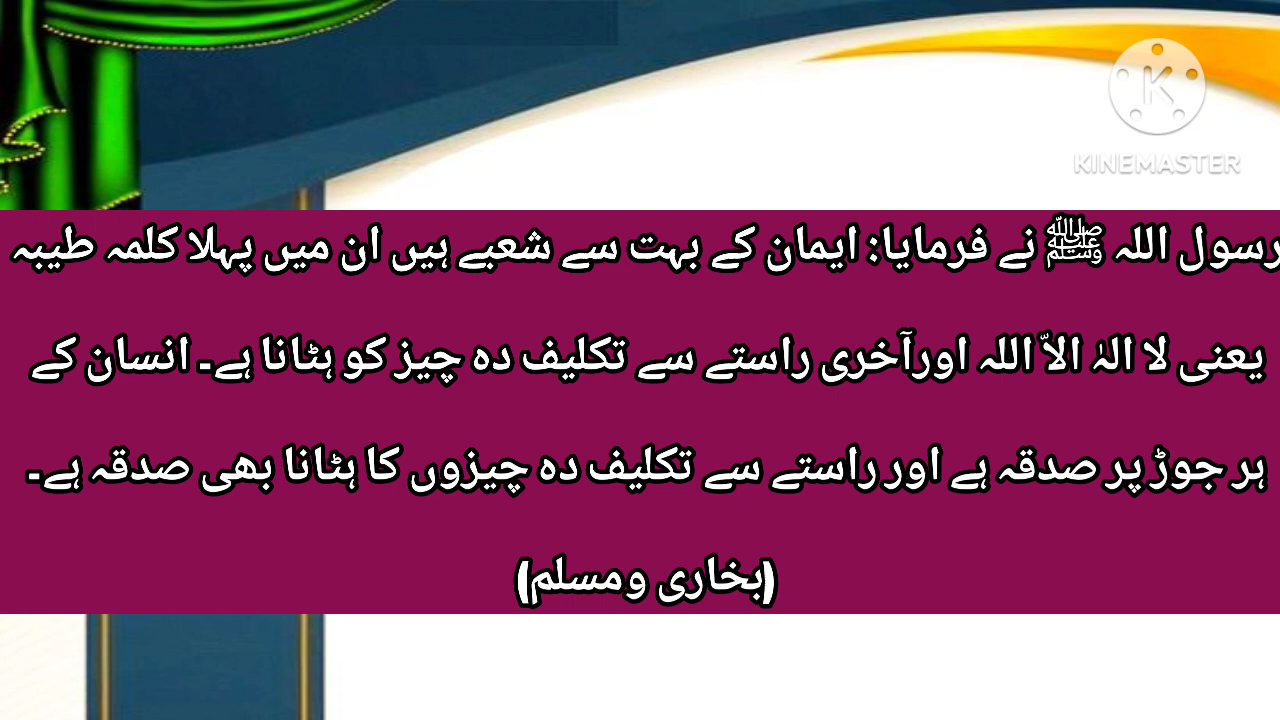 KINEMASTER
رسول اللہ ﷺ نے فرمایا: ایمان کے بہت سے شعبے ہیں ان میں پہلا کلمہ طیبہ
یعنی لا الہٰ الاّ اللہ اورآخری راستے سے تکلیف دہ چیز کو ہٹانا ہے۔ انسان کے
ہر جوڑ پر صدقہ ہے اور راستے سے تکلیف دہ چیزوں کا ہٹانا بھی صدقہ ہے۔
(بخاری ومسلم)